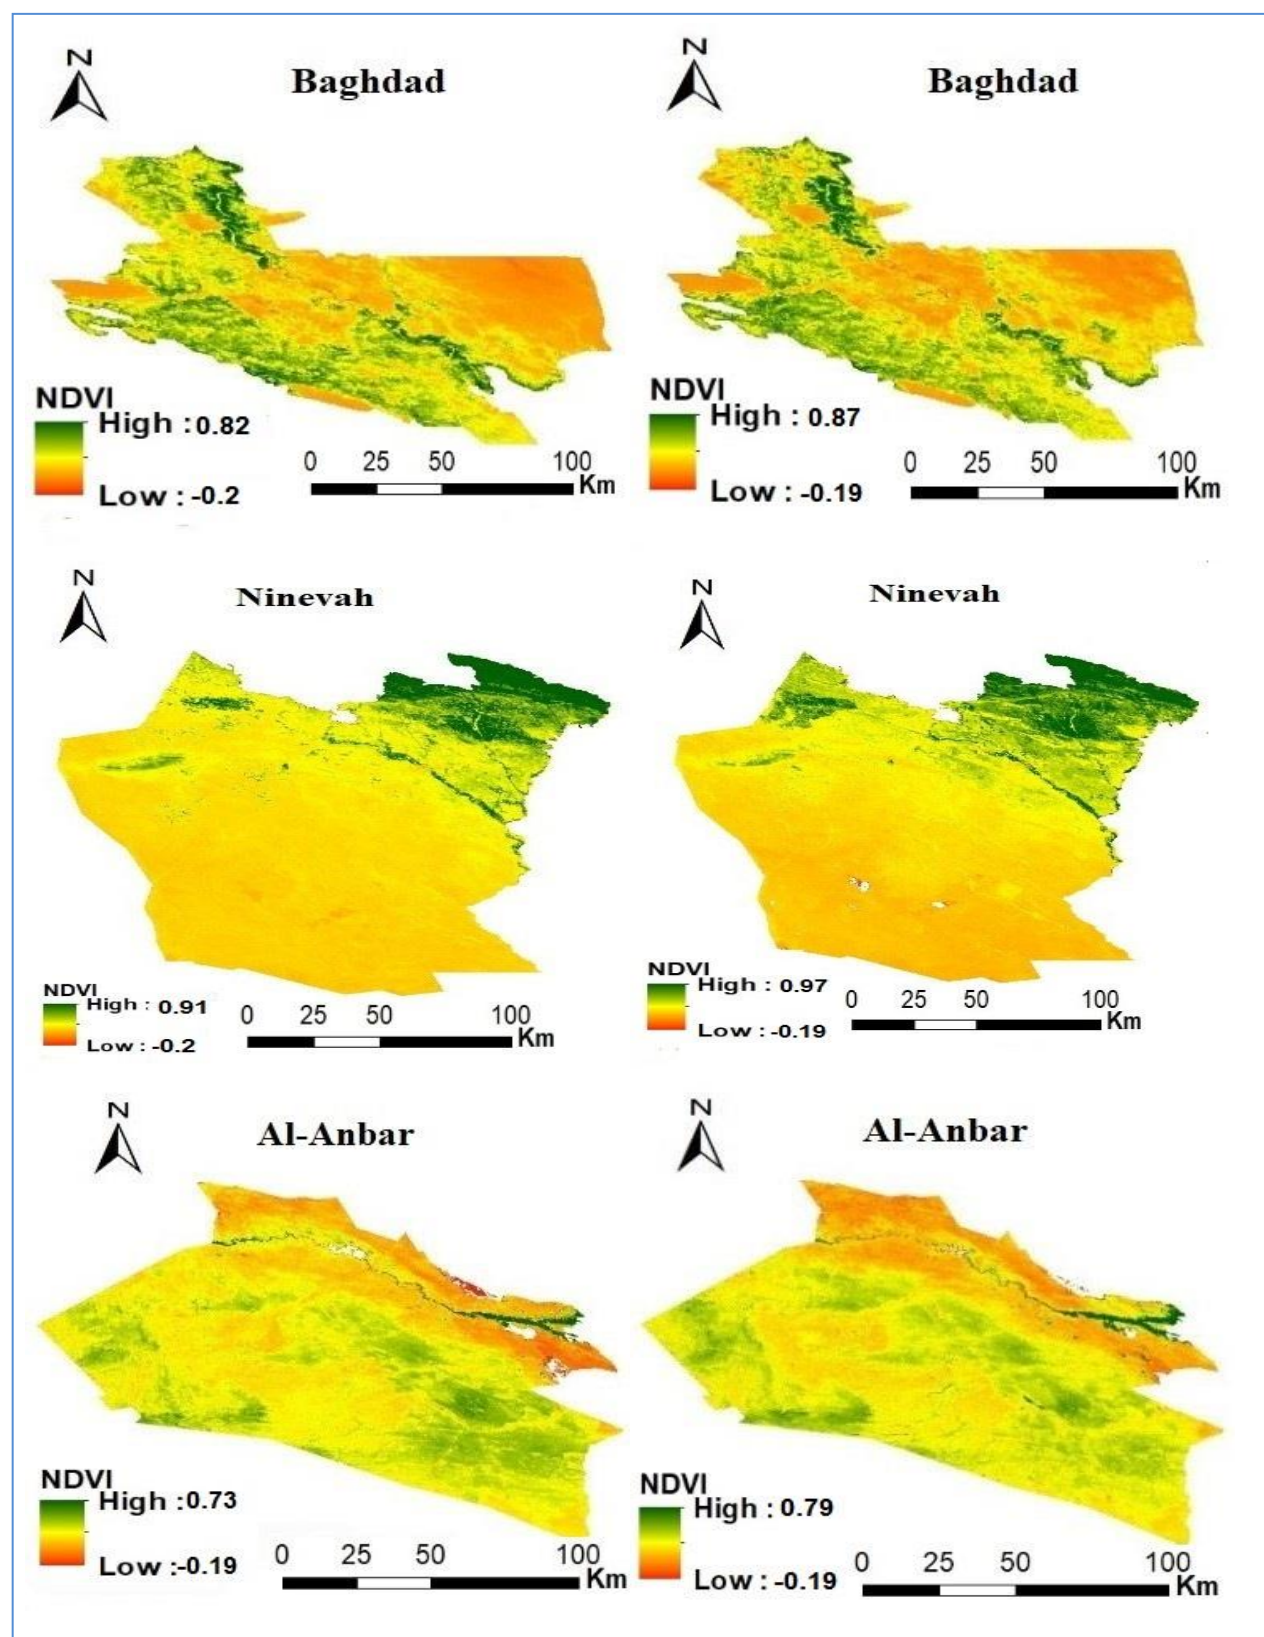 N
Baghdad
NDVI
High : 0.82
Low : -0.2
0 25 50 100
Km
N
Baghdad
NDVI
High : 0.87
Low : -0.19
0 25 50 100
Km
N
Ninevah
NDVI
High : 0.91
Low : -0.2
0 25 50 100
Km
N
Ninevah
NDVI
High : 0.97
Low : -0.19
0 25 50 100
Km
N
Al-Anbar
NDVI
High : 0.73
Low :-0.19
0 25 50 100
Km
N
Al-Anbar
NDVI
High : 0.79
Low : -0.19
0 25 50 100
Km